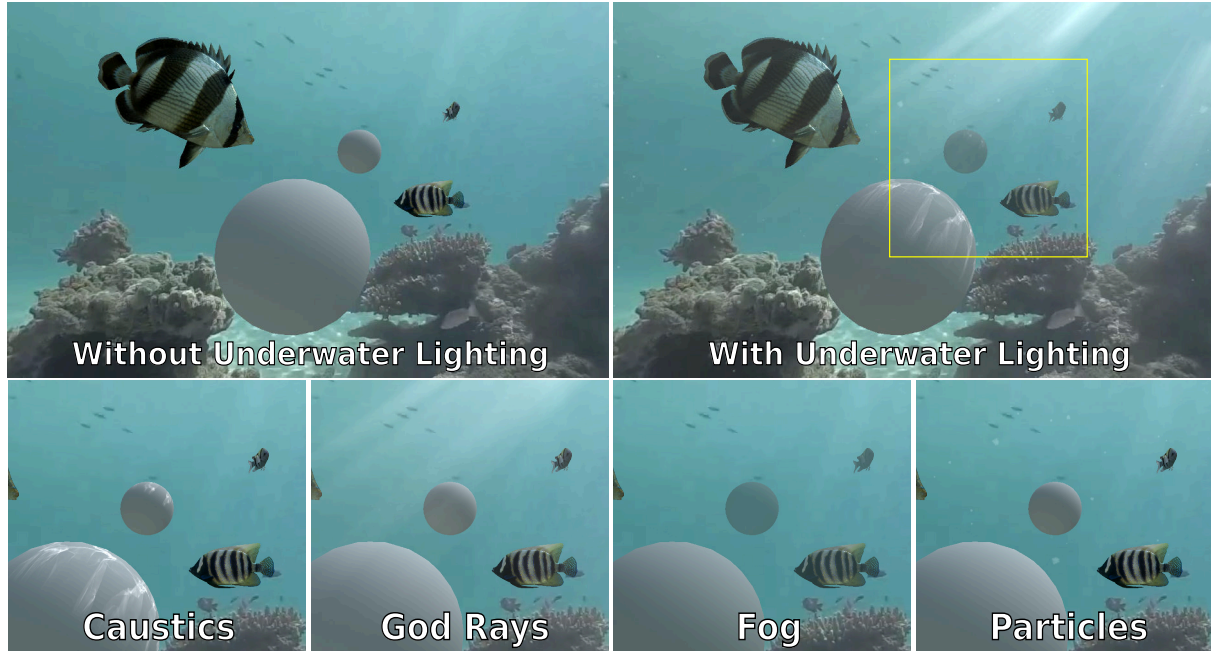 Without Underwater Lighting
With Underwater Lighting
Caustics
God Rays
Fog
Particles